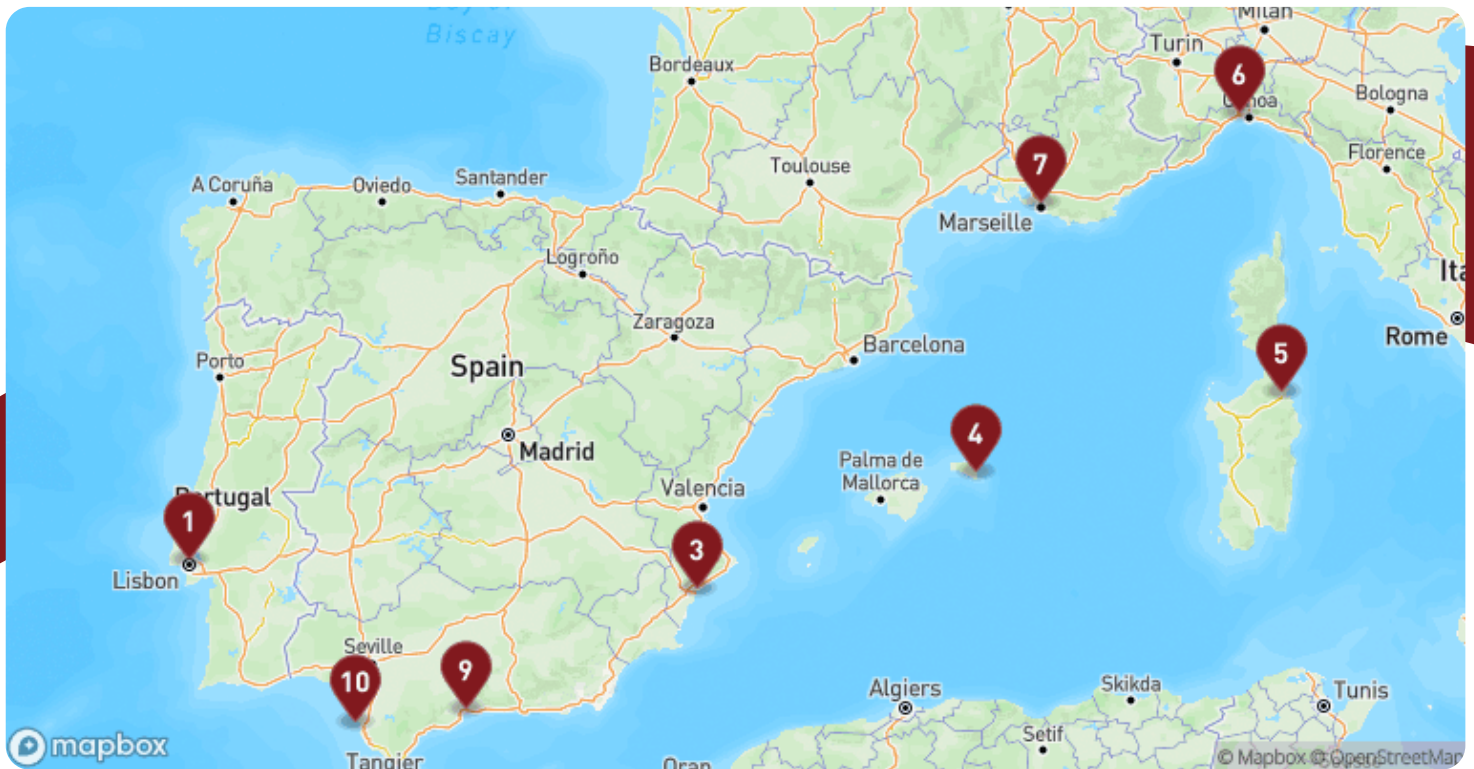 Biscay
Milan
Turin
Bordeaux
6
Bologna
Toulouse
7
Florence
A Coruña
Oviedo
Santander
Marseille
Logroño
Zaragoza
Rome
Barcelona
Porto
Spain
5
4
Madrid
Palma de
Mallorca
Valencia
Portugal
1
3
Lisbon
Seville
9
10
Algiers
Skikda
Tunis
Setif
mapbox
Tangier
Oran
© Mapbox © OpenStreetMap